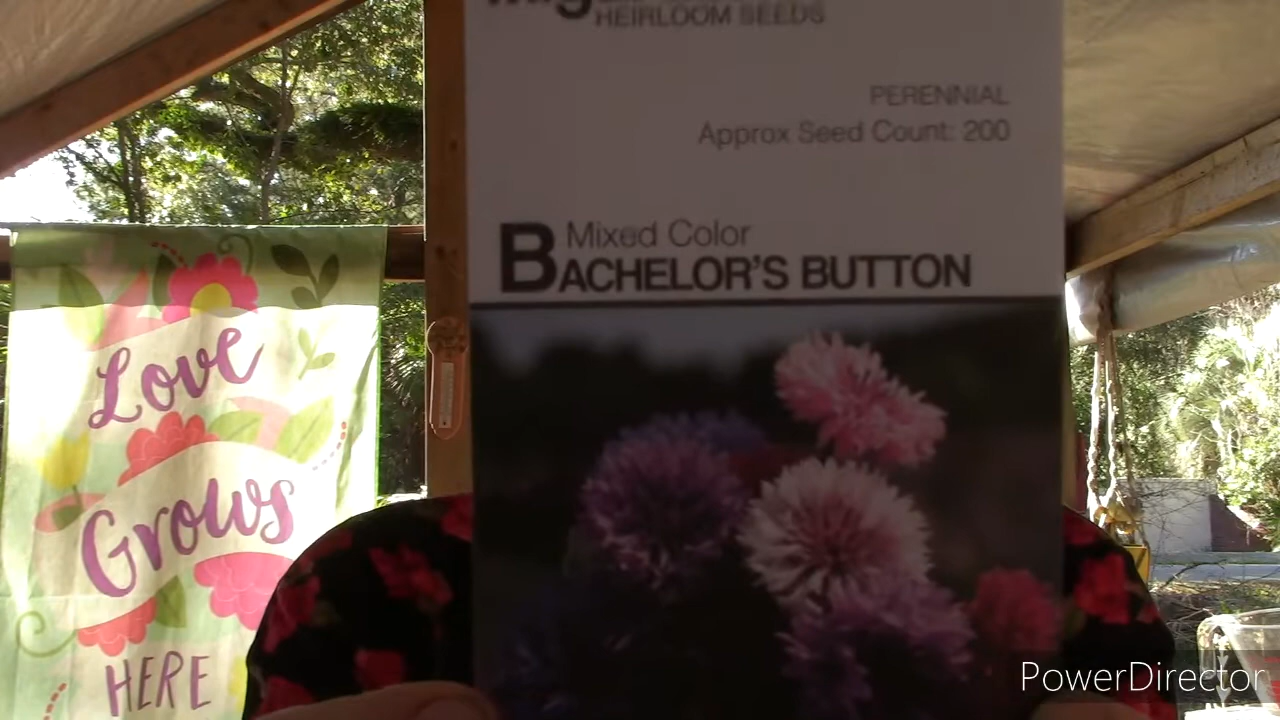 HEIRLOOM SEEDS
PERENNIAL
Approx Seed Count: 200
Mixed Color
BACHELOR'S BUTTON
Love
Grows
HERE
PowerDirector